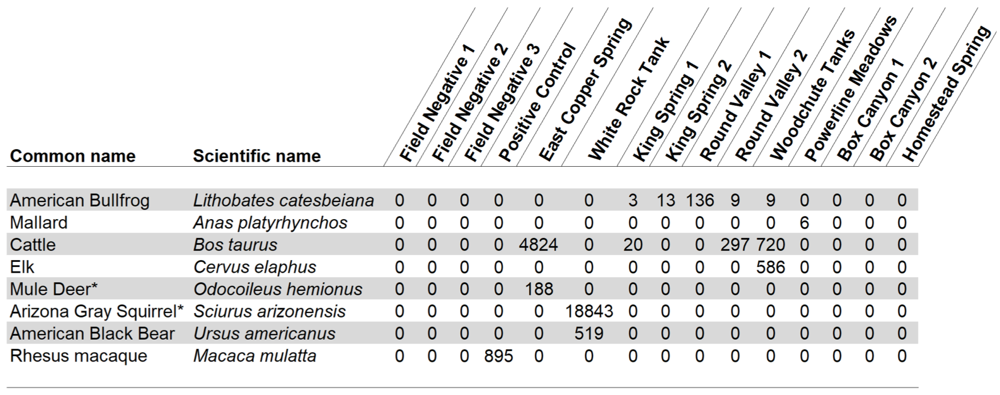 Field Negative 1
Field Negative 2
Field Negative 3
Positive Control
East Copper Spring
White Rock Tank
King Spring 1
King Spring 2
Round Valley 1
Round Valley 2
Woodchute Tanks
Powerline Meadows
Box Canyon 1
Box Canyon 2
Homestead Spring
Common name Scientific name
American Bullfrog Lithobates catesbeiana 0 0 0 0 0 0 3 13 136 9 9 0 0 0 0
Mallard Anas platyrhynchos 0 0 0 0 0 0 0 0 0 0 0 6 0 0 0
Cattle Bos taurus 0 0 0 0 4824 0 20 0 0 297 720 0 0 0 0
Elk Cervus elaphus 0 0 0 0 0 0 0 0 0 0 586 0 0 0 0
Mule Deer* Odocoileus hemionus 0 0 0 0 188 0 0 0 0 0 0 0 0 0 0
Arizona Gray Squirrel* Sciurus arizonensis 0 0 0 0 0 18843 0 0 0 0 0 0 0 0 0
American Black Bear Ursus americanus 0 0 0 0 0 519 0 0 0 0 0 0 0 0 0
Rhesus macaque Macaca mulatta 0 0 0 895 0 0 0 0 0 0 0 0 0 0 0